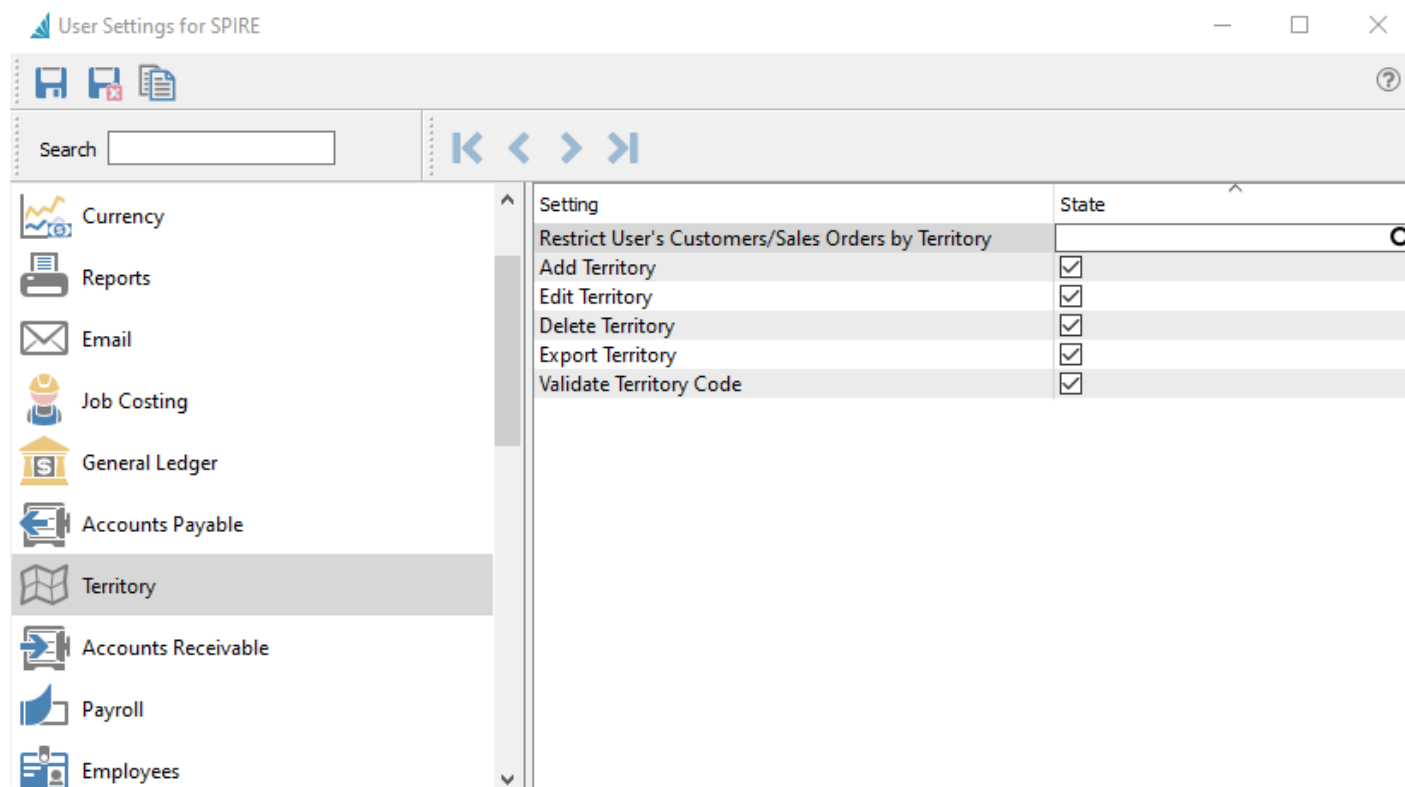 User Settings for SPIRE
Search
Currency
Reports
Email
Job Costing
General Ledger
Accounts Payable
Territory
Accounts Receivable
Payroll
Employees
Setting State
Restrict User's Customers/Sales Orders by Territory
Add Territory
Edit Territory
Delete Territory
Export Territory
Validate Territory Code